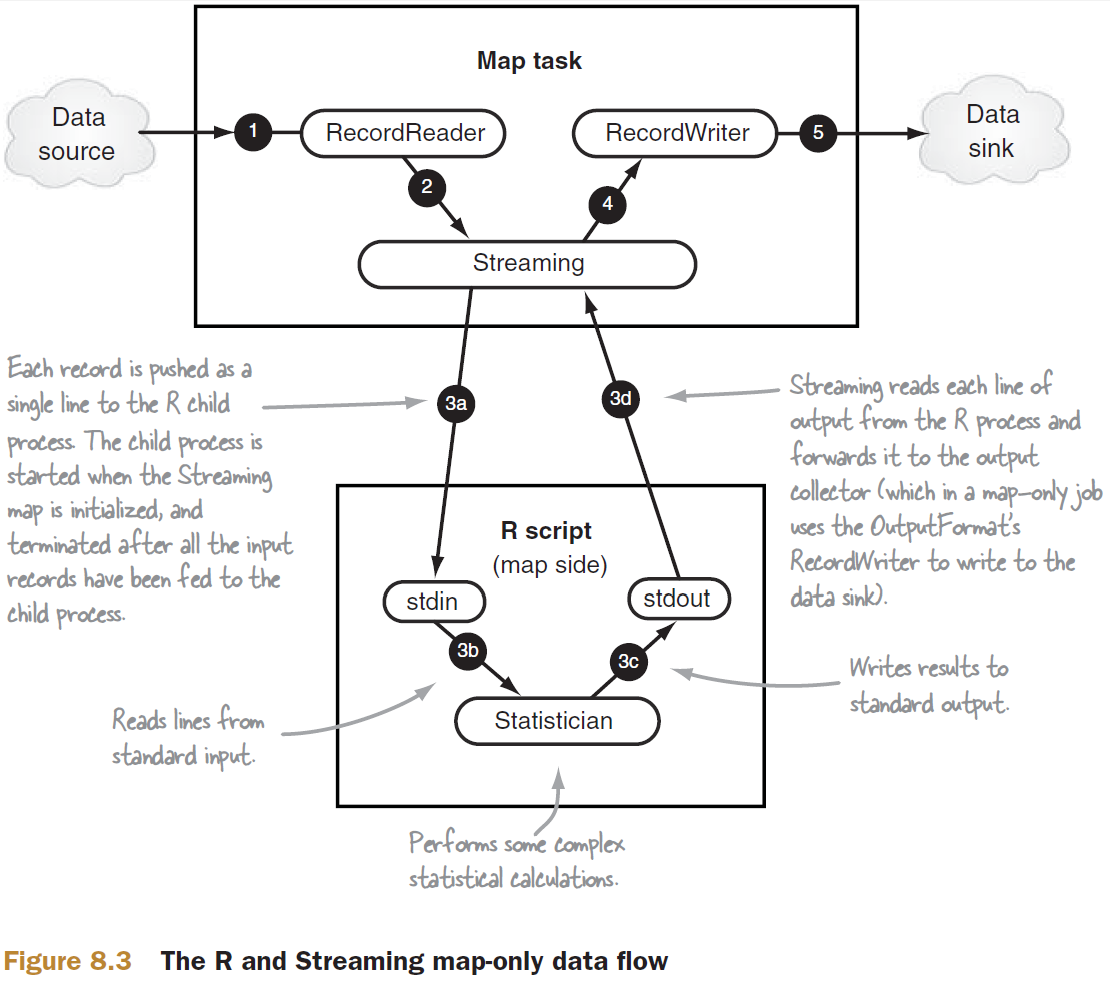 Map task
Data
source
1
RecordReader
RecordWriter
5
Data
sink
2
4
Streaming
Each record is pushed as a
single line to the R child
process. The child process is
started when the Streaming
map is initialized, and
terminated after all the input
records have been fed to the
child process.
3a
3d
Streaming reads each line of
output from the R process and
forwards it to the output
collector (which in a map-only job
uses the OutputFormat's
RecordWriter to write to the
data sink).
R script
(map side)
stdin
stdout
3b
3c
Statistician
Reads lines from
standard input.
Writes results to
standard output.
Performs some complex
statistical calculations.
Figure 8.3 The R and Streaming map-only data flow